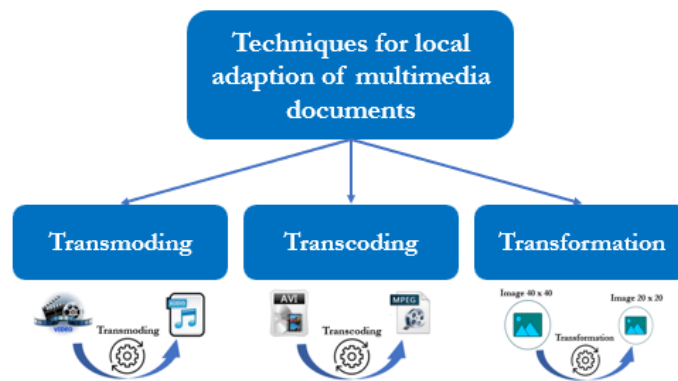 Techniques for local
adaption of multimedia
documents
Transmoding
Transcoding
Transformation
VIDEO
AUDIO
Transmoding
AVI
MPEG
Transcoding
Image 40 x 40
Image 20 x 20
Transformation